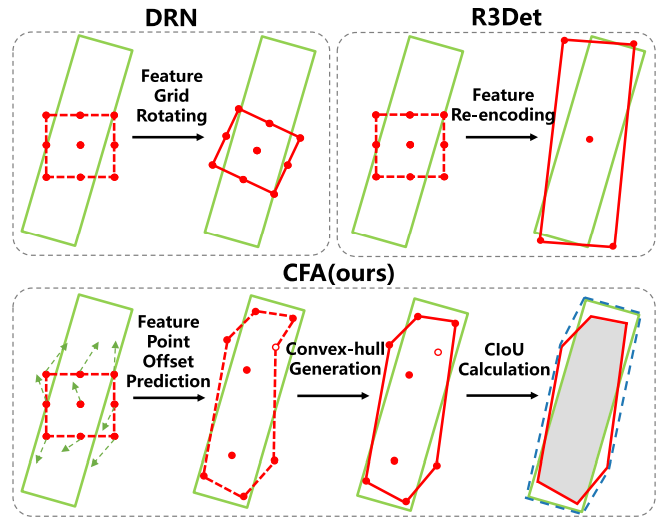 DRN
Feature
Grid
Rotating
R3Det
Feature
Re-encoding
CFA(ours)
Feature
Point
Offset
Prediction
Convex-hull
Generation
CIoU
Calculation